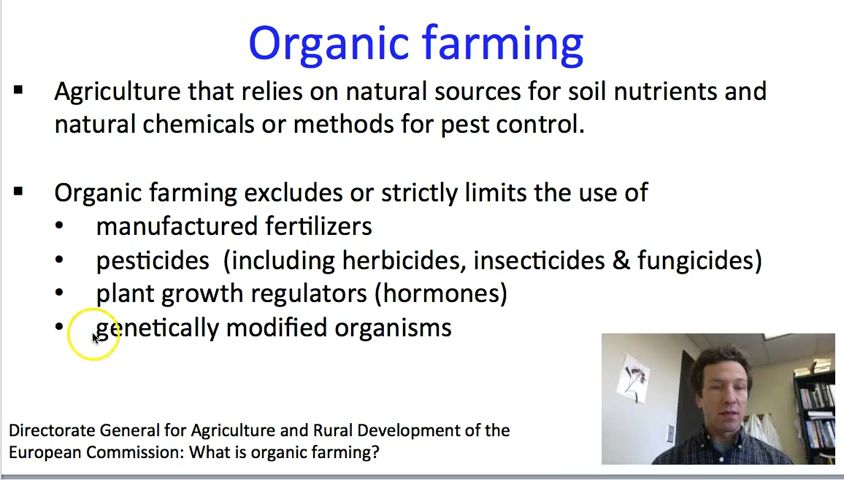 Organic farming
▪ Agriculture that relies on natural sources for soil nutrients and
natural chemicals or methods for pest control.
▪ Organic farming excludes or strictly limits the use of
• manufactured fertilizers
• pesticides (including herbicides, insecticides & fungicides)
• plant growth regulators (hormones)
• genetically modified organisms
Directorate General for Agriculture and Rural Development of the
European Commission: What is organic farming?